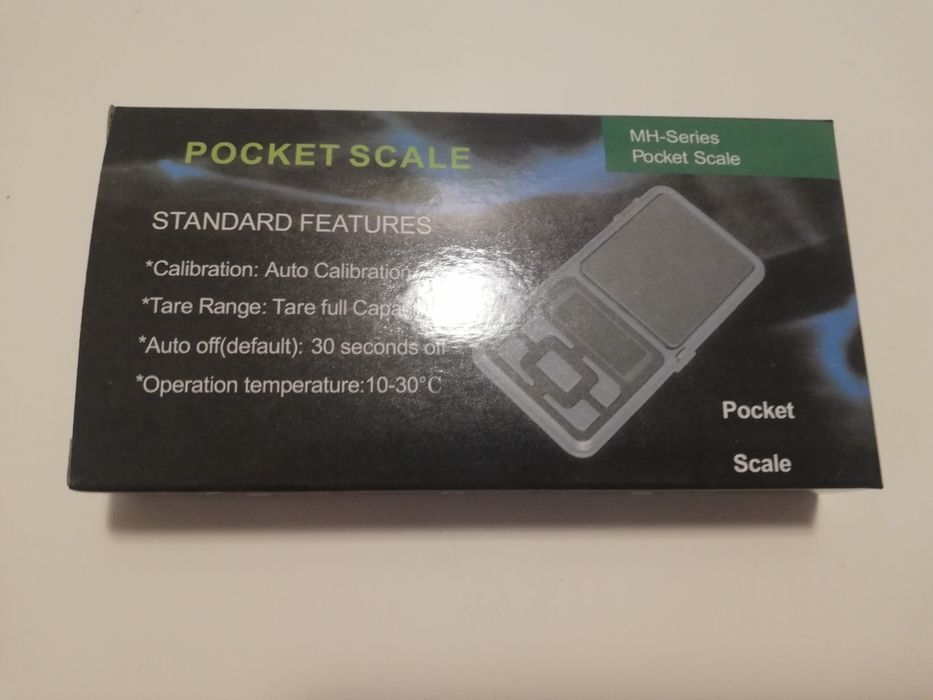 POCKET SCALE
MH-Series
Pocket Scale
STANDARD FEATURES
*Calibration: Auto Calibration
*Tare Range: Tare full
*Auto off(default): 30 seconds off
*Operation temperature:10-30°C
Pocket
Scale